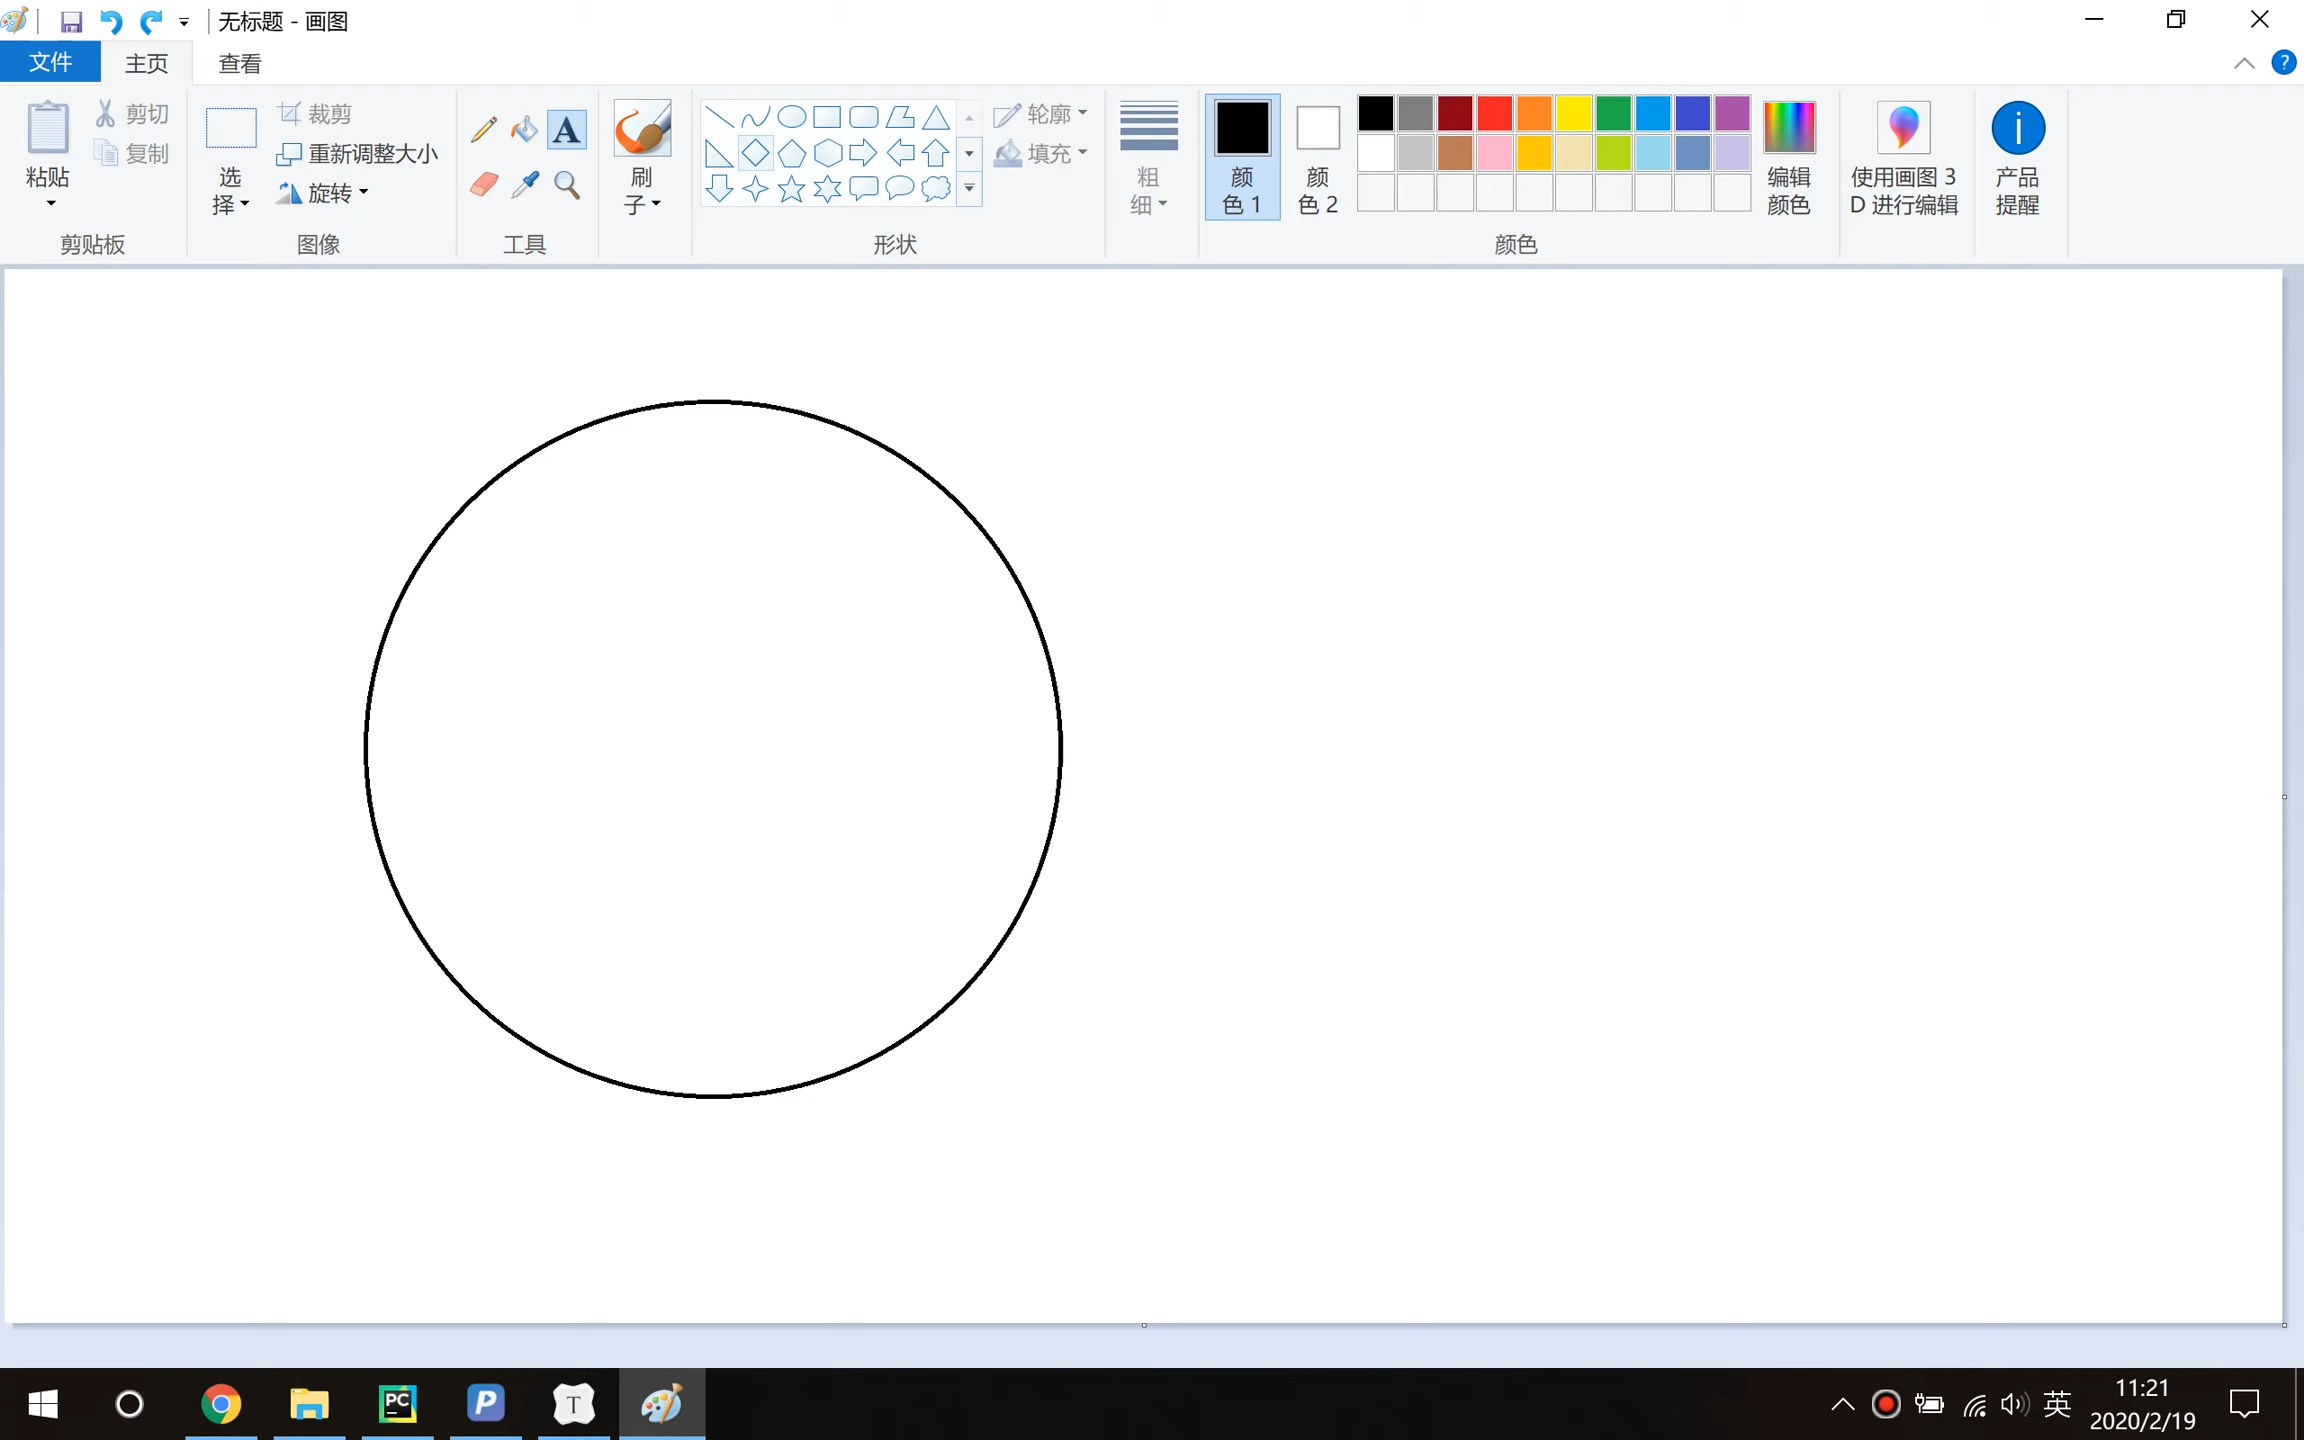 无标题 - 画图
文件 主页 查看
粘贴
剪切
复制
剪贴板
选
择
裁剪
重新调整大小
旋转
图像
A
工具
刷
子
形状
轮廓
填充
粗
细
颜
色 1
颜
色 2
颜色
编辑
颜色
使用画图 3
D 进行编辑
产品
提醒
PC
P
T
英
11:21
2020/2/19